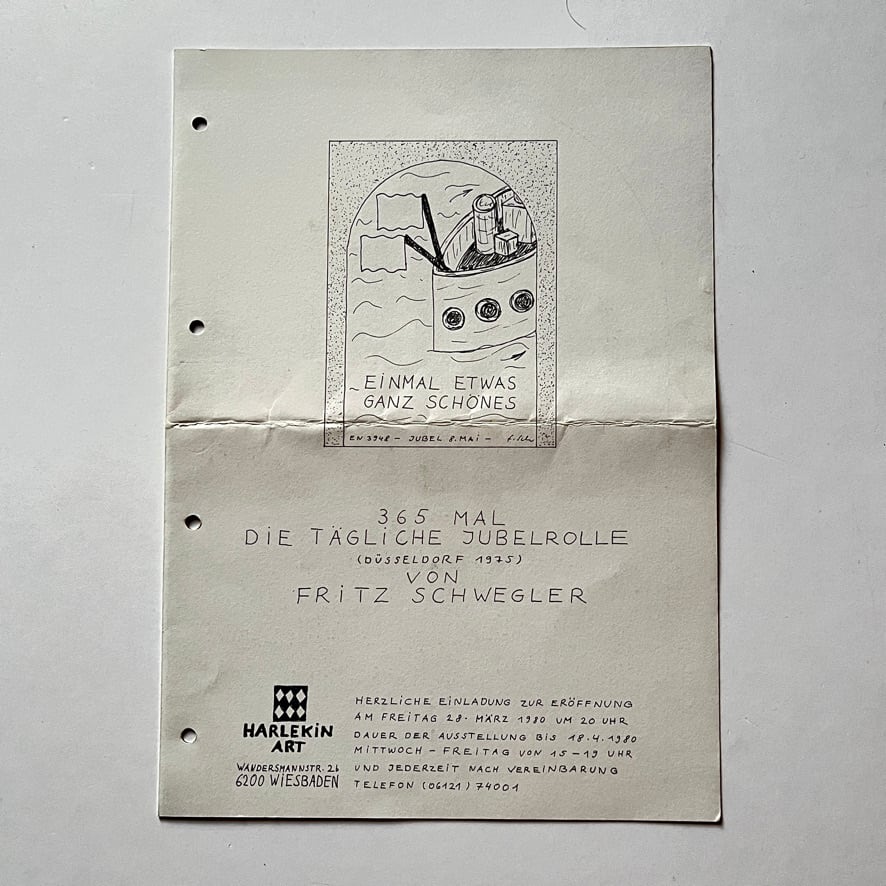 EINMAL ETWAS
GANZ SCHÖNES
EN 3948 – JUBEL 8. MAI –
365 MAL
DIE TÄGLICHE JUBELROLLE
(DÜSSELDORF 1975)
VON
FRITZ SCHWEGLER
HARLEKIN
ART
WANDERSMANNSTR. 2b
6200 WIESBADEN
HERZLICHE EINLADUNG ZUR ERÖFFNUNG
AM FREITAG 28. MÄRZ 1980 UM 20 UHR
DAUER DER AUSSTELLUNG BIS 18.4.1980
MITTWOCH – FREITAG VON 15–19 UHR
UND JEDERZEIT NACH VEREINBARUNG
TELEFON (06121) 74001